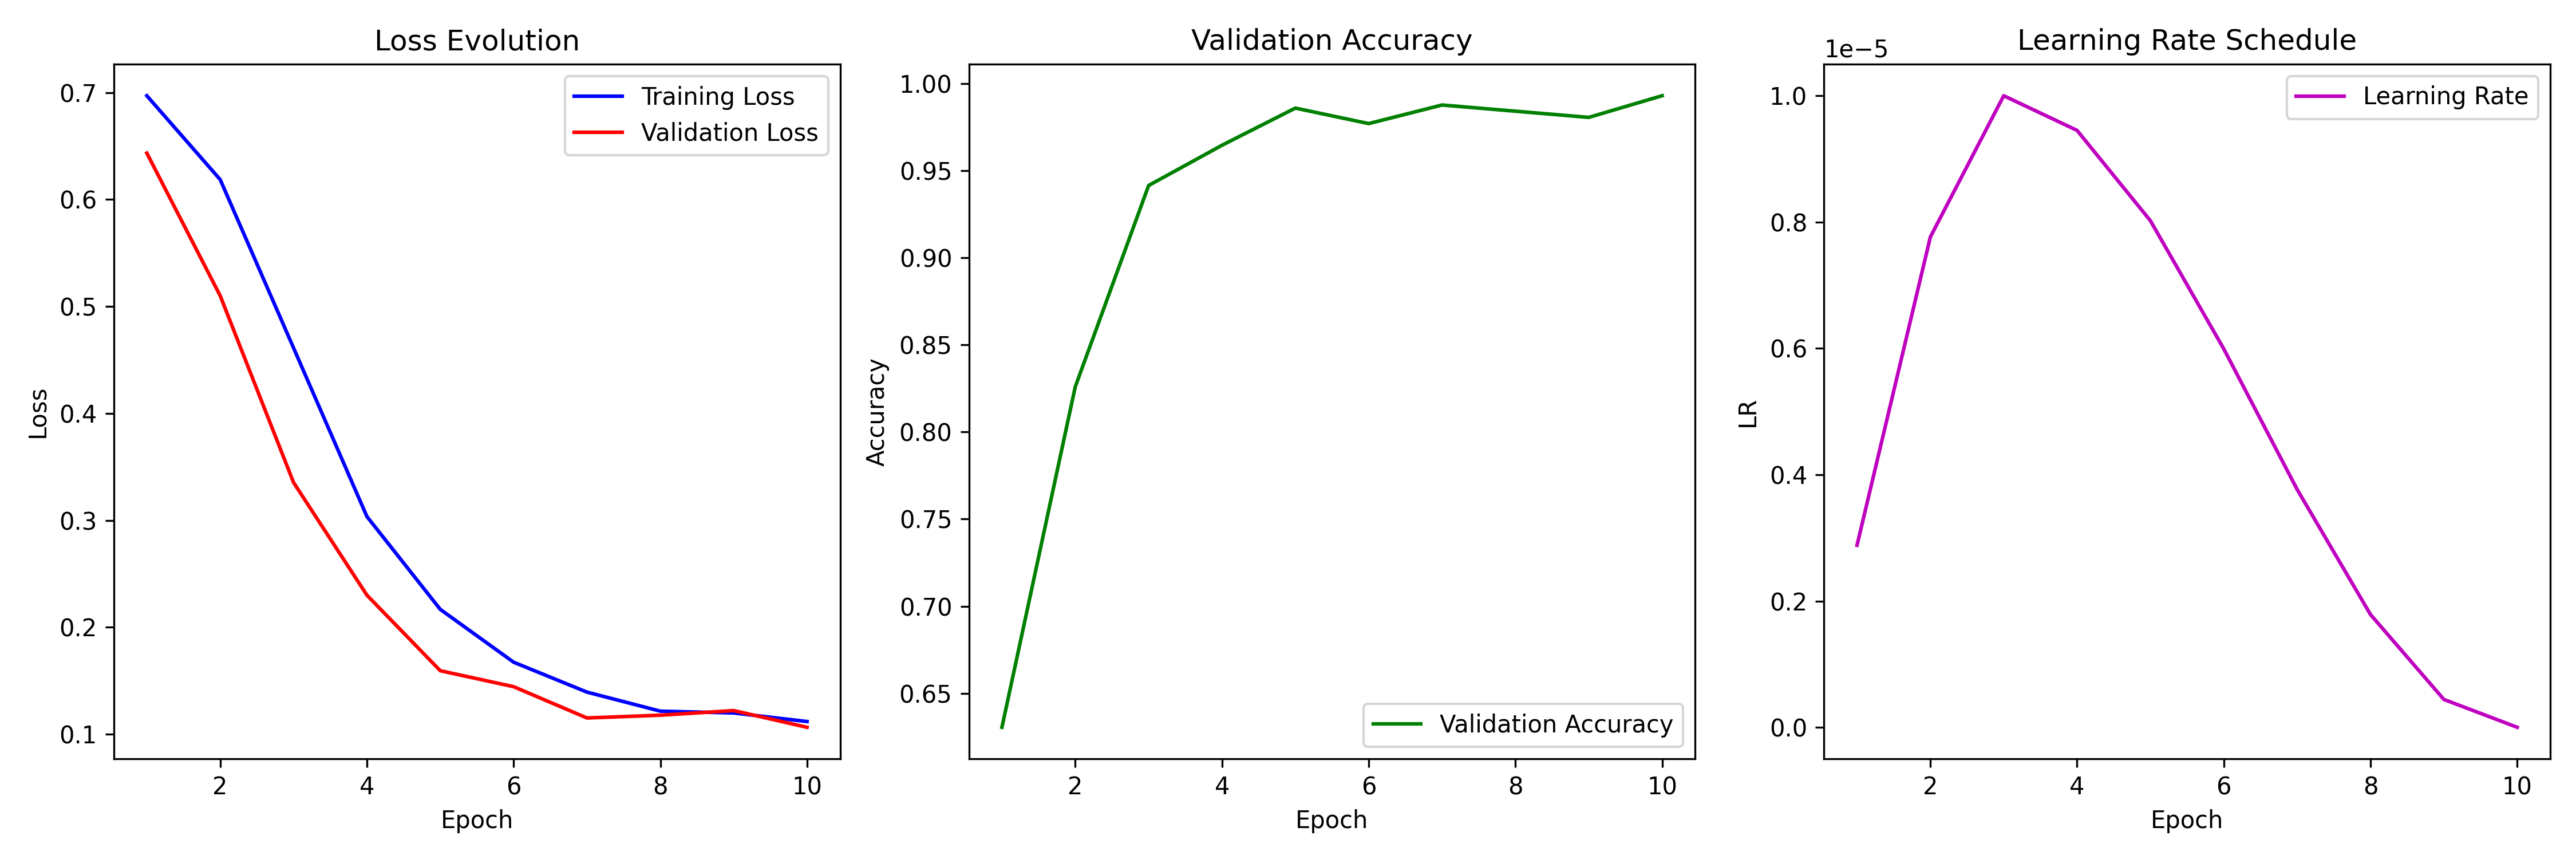 Loss Evolution
0.7
0.6
0.5
0.4
0.3
0.2
0.1
Loss
2 4 6 8 10
Epoch
Training Loss
Validation Loss
Validation Accuracy
1.00
0.95
0.90
0.85
0.80
0.75
0.70
0.65
Accuracy
2 4 6 8 10
Epoch
Validation Accuracy
Learning Rate Schedule
1e−5
1.0
0.8
0.6
0.4
0.2
0.0
LR
2 4 6 8 10
Epoch
Learning Rate